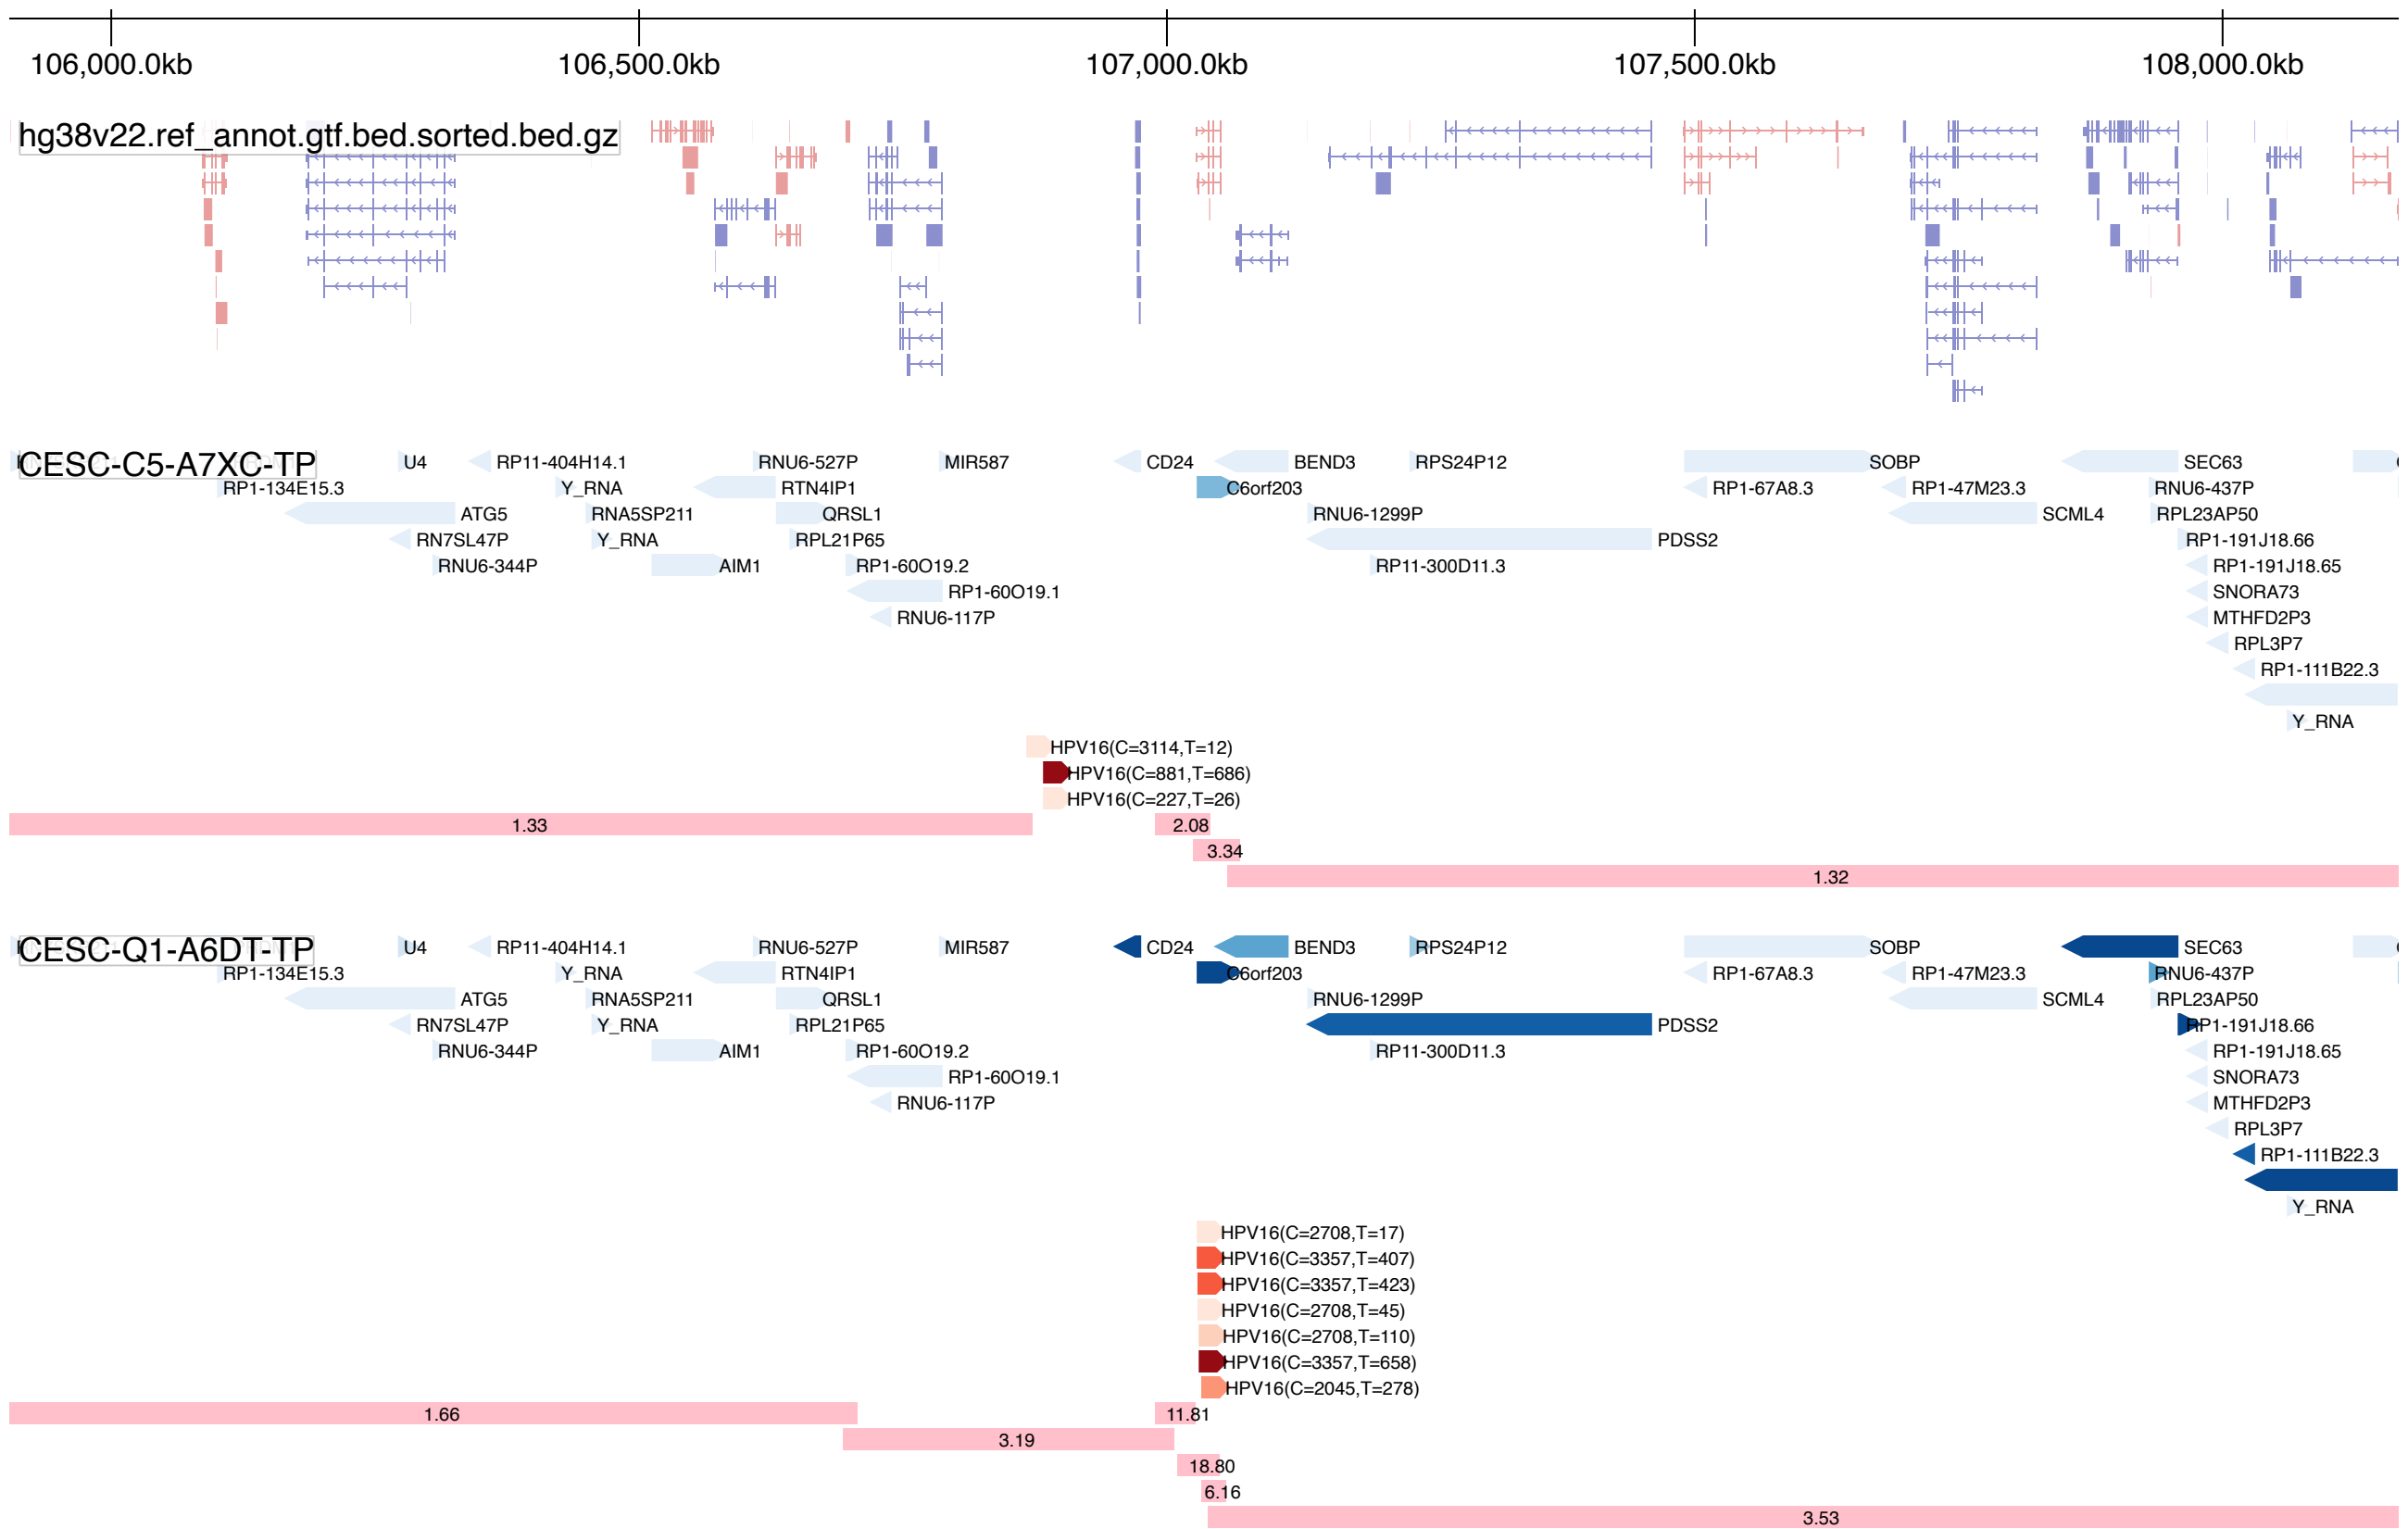 106,000.0kb 106,500.0kb 107,000.0kb 107,500.0kb 108,000.0kb
hg38v22.ref_annot.gtf.bed.sorted.bed.gz
CESC-C5-A7XC-TP U4 RP11-404H14.1 RNU6-527P MIR587 CD24 BEND3 RPS24P12 SOBP SEC63
RP1-134E15.3 Y_RNA RTN4IP1 C6orf203 RP1-67A8.3 RP1-47M23.3 RNU6-437P
ATG5 RNA5SP211 QRSL1 RNU6-1299P SCML4 RPL23AP50
RN7SL47P Y_RNA RPL21P65 PDSS2 RP1-191J18.66
RNU6-344P AIM1 RP1-60O19.2 RP11-300D11.3 RP1-191J18.65
RP1-60O19.1 SNORA73
RNU6-117P MTHFD2P3
RPL3P7
RP1-111B22.3
Y_RNA
HPV16(C=3114,T=12)
HPV16(C=881,T=686)
HPV16(C=227,T=26)
1.33 2.08
3.34
1.32
CESC-Q1-A6DT-TP U4 RP11-404H14.1 RNU6-527P MIR587 CD24 BEND3 RPS24P12 SOBP SEC63
RP1-134E15.3 Y_RNA RTN4IP1 C6orf203 RP1-67A8.3 RP1-47M23.3 RNU6-437P
ATG5 RNA5SP211 QRSL1 RNU6-1299P SCML4 RPL23AP50
RN7SL47P Y_RNA RPL21P65 PDSS2 RP1-191J18.66
RNU6-344P AIM1 RP1-60O19.2 RP11-300D11.3 RP1-191J18.65
RP1-60O19.1 SNORA73
RNU6-117P MTHFD2P3
RPL3P7
RP1-111B22.3
Y_RNA
HPV16(C=2708,T=17)
HPV16(C=3357,T=407)
HPV16(C=3357,T=423)
HPV16(C=2708,T=45)
HPV16(C=2708,T=110)
HPV16(C=3357,T=658)
HPV16(C=2045,T=278)
1.66 11.81
3.19
18.80
6.16
3.53